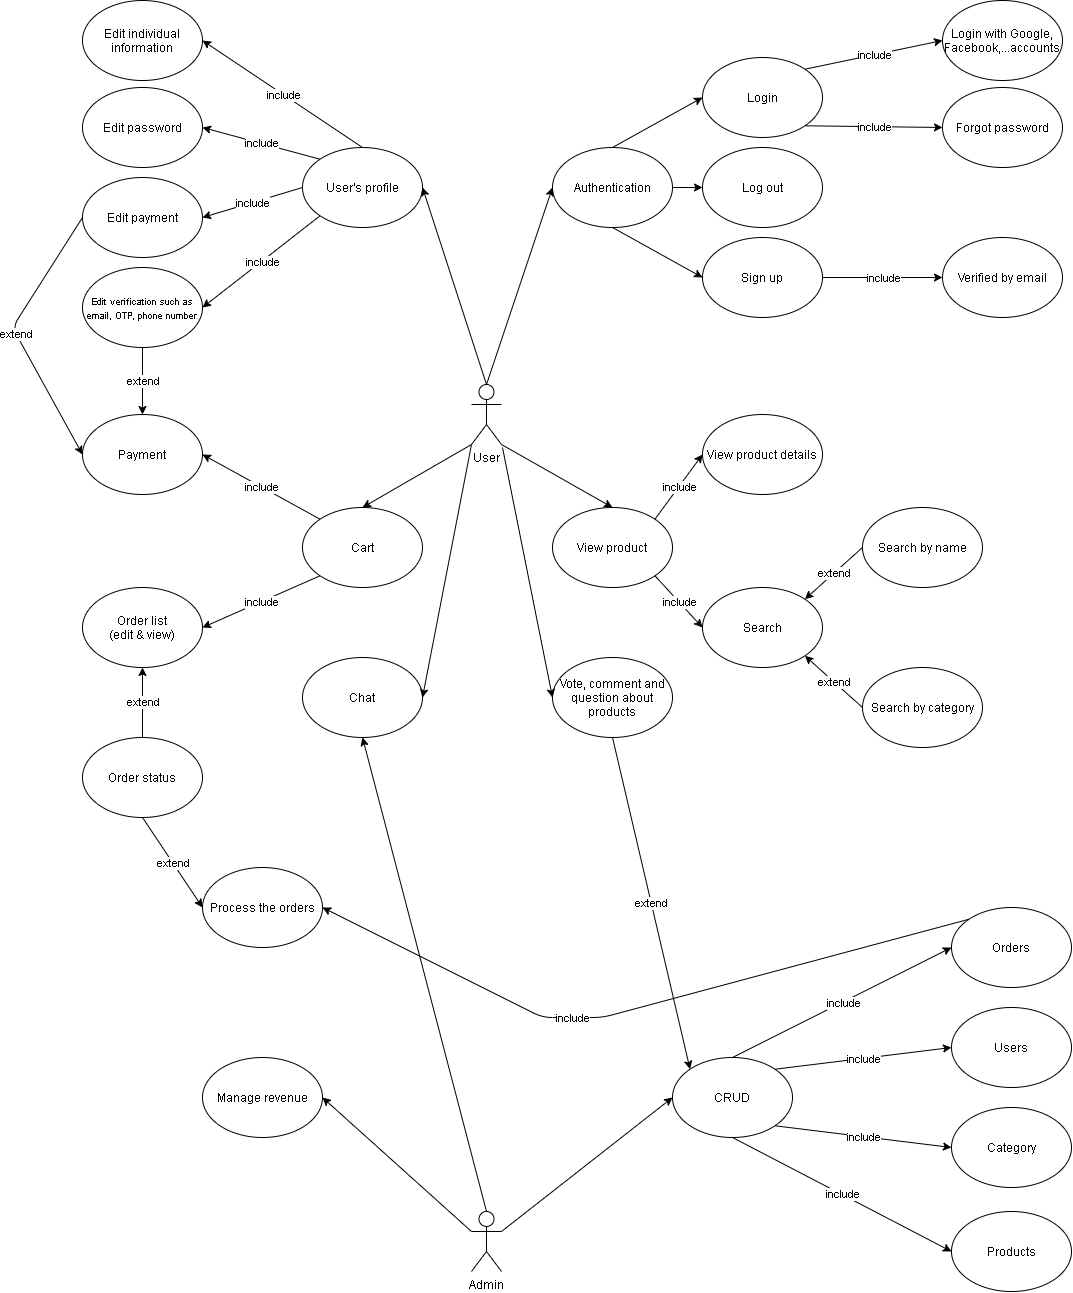 Edit individual
information
Login with Google,
Facebook,...accounts
include
Login
include
Edit password
include
include
Forgot password
User's profile
Authentication
Log out
include
Edit payment
include
Sign up
include
Verified by email
Edit verification such as
email, OTP, phone number
extend
extend
User
Payment
View product details
include
include
Cart
View product
Search by name
extend
include
include
Order list
(edit & view)
Search
extend
extend
Chat
Vote, comment and
question about
products
Search by category
Order status
extend
extend
Process the orders
Orders
include
include
Users
include
Manage revenue
CRUD
include
Category
include
Products
Admin